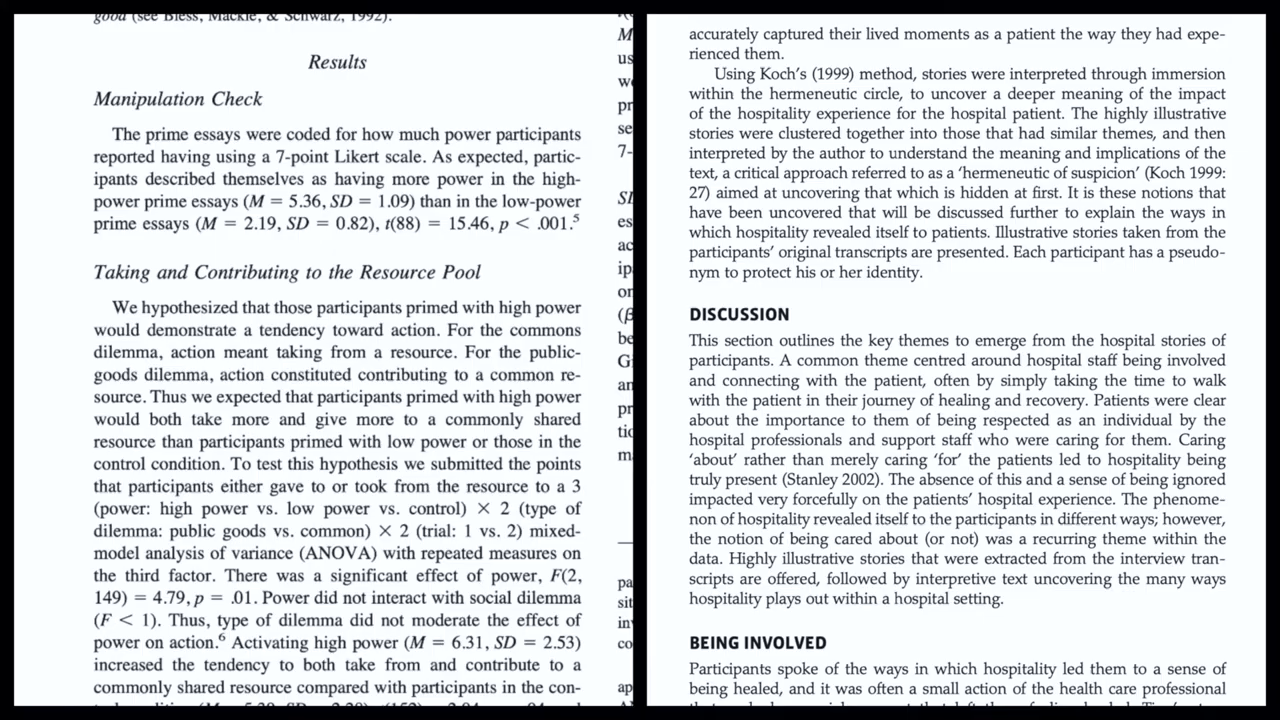 good (see Bless, Mackie, & Schwarz, 1992).
Results
Manipulation Check
The prime essays were coded for how much power participants
reported having using a 7-point Likert scale. As expected, partic-
ipants described themselves as having more power in the high-
power prime essays (M = 5.36, SD = 1.09) than in the low-power
prime essays (M = 2.19, SD = 0.82), t(88) = 15.46, p < .001.5
Taking and Contributing to the Resource Pool
We hypothesized that those participants primed with high power
would demonstrate a tendency toward action. For the commons
dilemma, action meant taking from a resource. For the public-
goods dilemma, action constituted contributing to a common re-
source. Thus we expected that participants primed with high power
would both take more and give more to a commonly shared
resource than participants primed with low power or those in the
control condition. To test this hypothesis we submitted the points
that participants either gave to or took from the resource to a 3
(power: high power vs. low power vs. control) × 2 (type of
dilemma: public goods vs. common) × 2 (trial: 1 vs. 2) mixed-
model analysis of variance (ANOVA) with repeated measures on
the third factor. There was a significant effect of power, F(2,
149) = 4.79, p = .01. Power did not interact with social dilemma
(F < 1). Thus, type of dilemma did not moderate the effect of
power on action.6 Activating high power (M = 6.31, SD = 2.53)
increased the tendency to both take from and contribute to a
commonly shared resource compared with participants in the con-
M
us
w
pr
se
7-
SI
es
ac
ip
or
(β
be
G
an
pr
tic
m
pa
sit
in
co
ap
accurately captured their lived moments as a patient the way they had expe-
rienced them.
Using Koch's (1999) method, stories were interpreted through immersion
within the hermeneutic circle, to uncover a deeper meaning of the impact
of the hospitality experience for the hospital patient. The highly illustrative
stories were clustered together into those that had similar themes, and then
interpreted by the author to understand the meaning and implications of the
text, a critical approach referred to as a 'hermeneutic of suspicion' (Koch 1999:
27) aimed at uncovering that which is hidden at first. It is these notions that
have been uncovered that will be discussed further to explain the ways in
which hospitality revealed itself to patients. Illustrative stories taken from the
participants' original transcripts are presented. Each participant has a pseudo-
nym to protect his or her identity.
DISCUSSION
This section outlines the key themes to emerge from the hospital stories of
participants. A common theme centred around hospital staff being involved
and connecting with the patient, often by simply taking the time to walk
with the patient in their journey of healing and recovery. Patients were clear
about the importance to them of being respected as an individual by the
hospital professionals and support staff who were caring for them. Caring
'about' rather than merely caring 'for' the patients led to hospitality being
truly present (Stanley 2002). The absence of this and a sense of being ignored
impacted very forcefully on the patients' hospital experience. The phenome-
non of hospitality revealed itself to the participants in different ways; however,
the notion of being cared about (or not) was a recurring theme within the
data. Highly illustrative stories that were extracted from the interview tran-
scripts are offered, followed by interpretive text uncovering the many ways
hospitality plays out within a hospital setting.
BEING INVOLVED
Participants spoke of the ways in which hospitality led them to a sense of
being healed, and it was often a small action of the health care professional